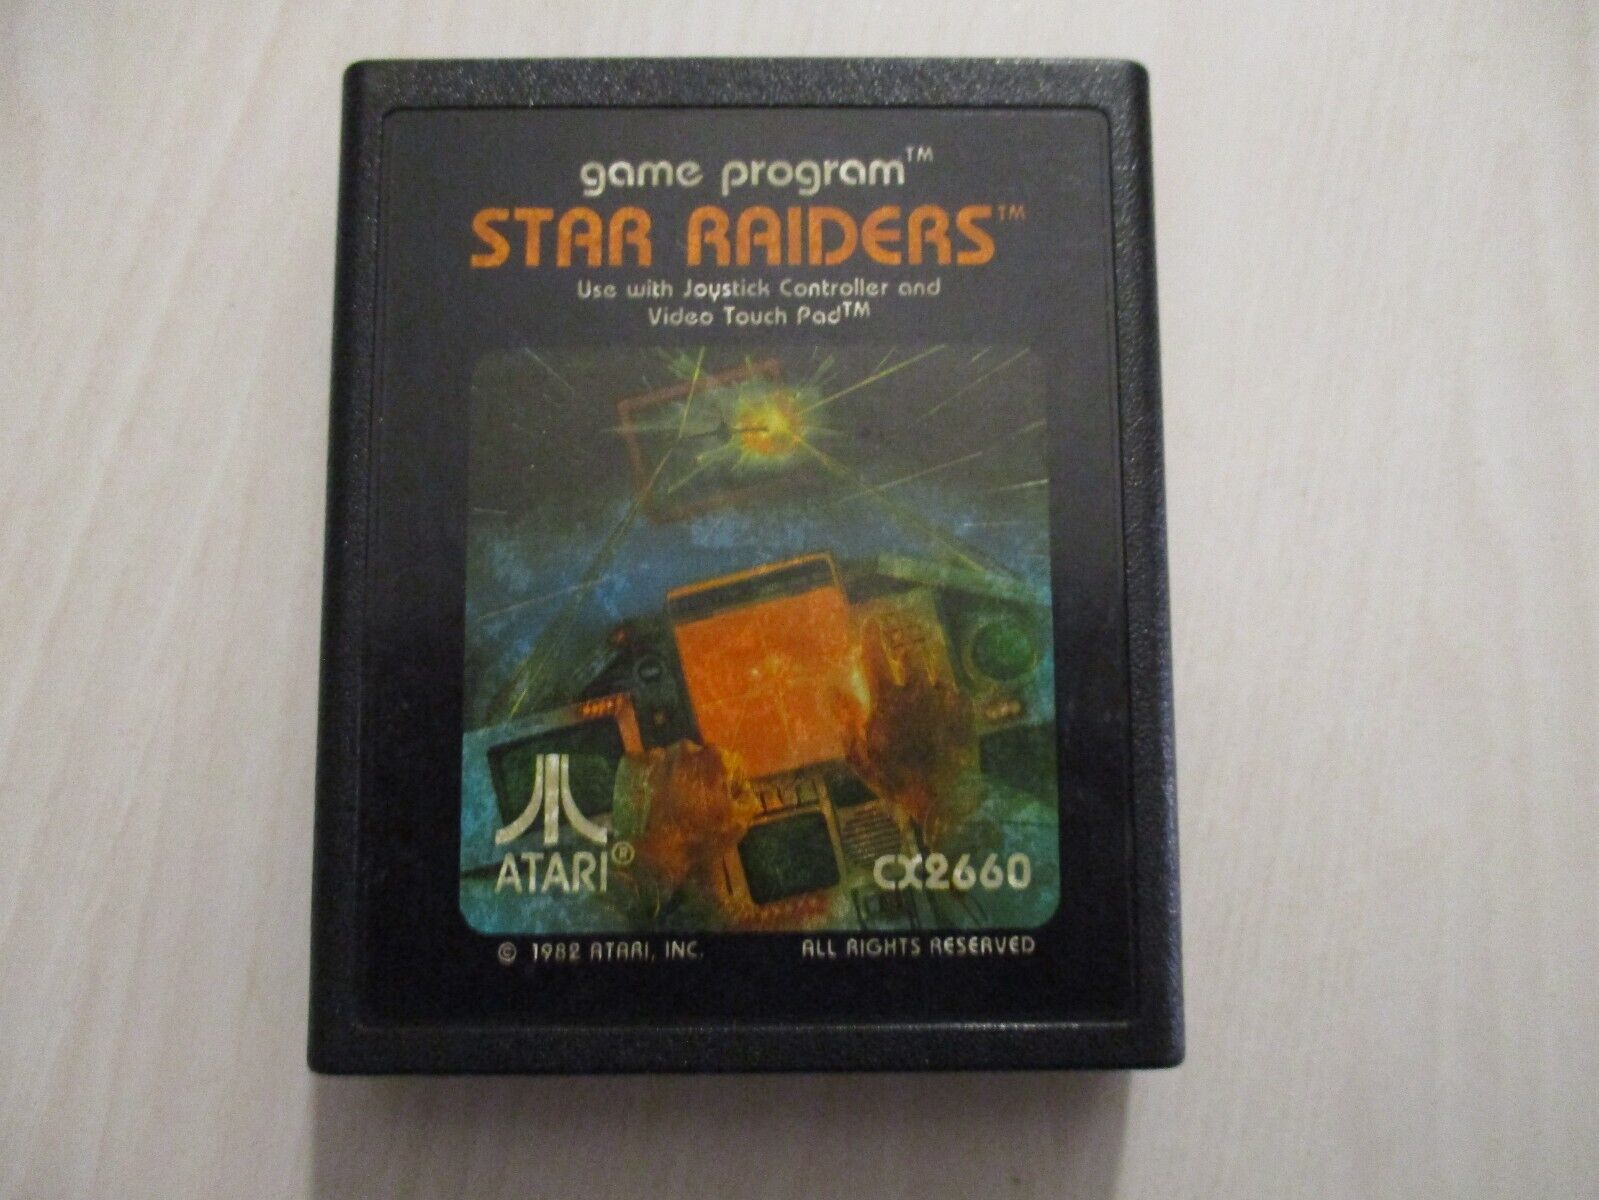 game program™
STAR RAIDERS™
Use with Joystick Controller and
Video Touch Pad™
ATARI®
CX2660
© 1982 ATARI, INC.
ALL RIGHTS RESERVED